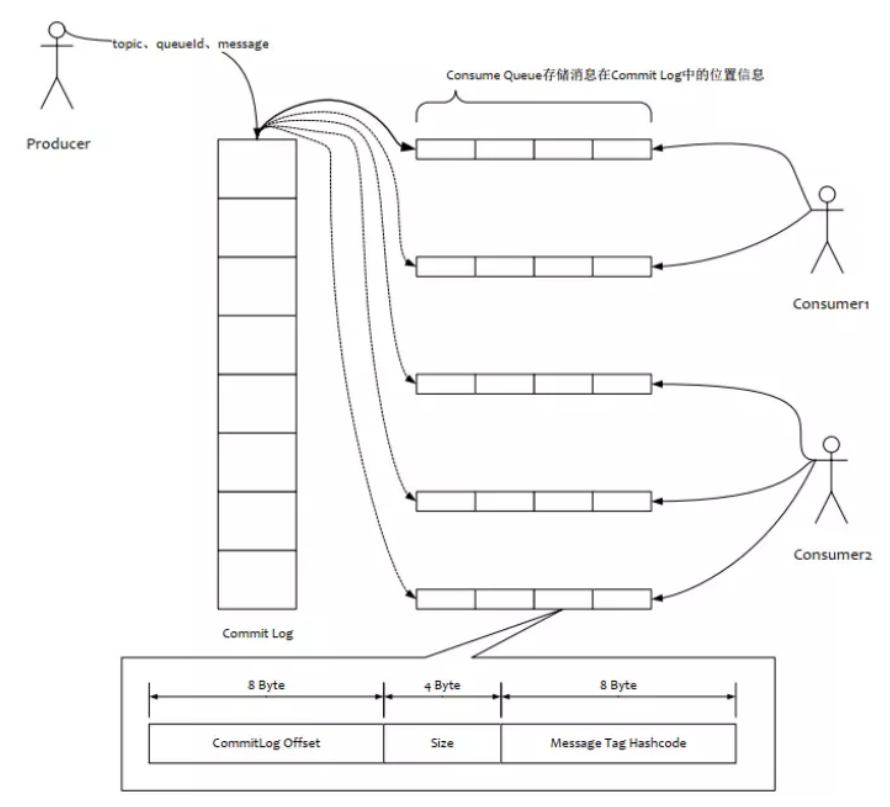 topic、queueId、message
Producer
Consume Queue存储消息在Commit Log中的位置信息
Consumer1
Consumer2
Commit Log
8 Byte
4 Byte
8 Byte
CommitLog Offset
Size
Message Tag Hashcode